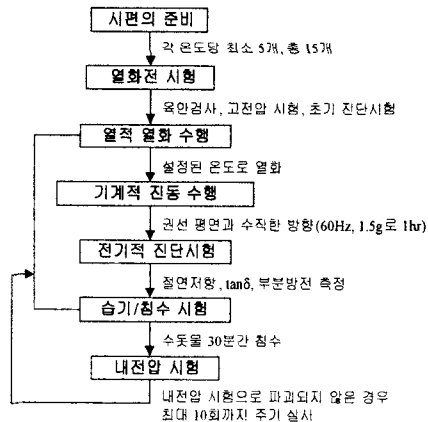 시편의 준비
각 온도당 최소 5개, 총 15개
열화전 시험
육안검사, 고전압 시험, 초기 진단시험
열적 열화 수행
설정된 온도로 열화
기계적 진동 수행
권선 평면과 수직한 방향(60Hz, 1.5g로 1hr)
전기적 진단시험
절연저항, tanδ, 부분방전 측정
습기/침수 시험
수돗물 30분간 침수
내전압 시험
내전압 시험으로 파괴되지 않은 경우
최대 10회까지 주기 실시